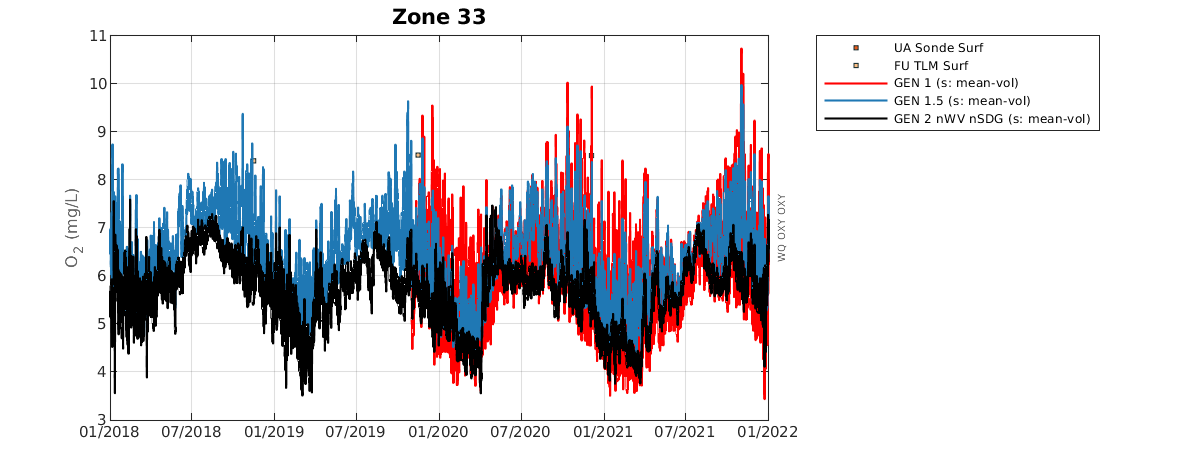 Zone 33
11
10
9
8
7
6
5
4
3
O2 (mg/L)
01/2018 07/2018 01/2019 07/2019 01/2020 07/2020 01/2021 07/2021 01/2022
WQ OXY OXY
UA Sonde Surf
FU TLM Surf
GEN 1 (s: mean-vol)
GEN 1.5 (s: mean-vol)
GEN 2 nWV nSDG (s: mean-vol)